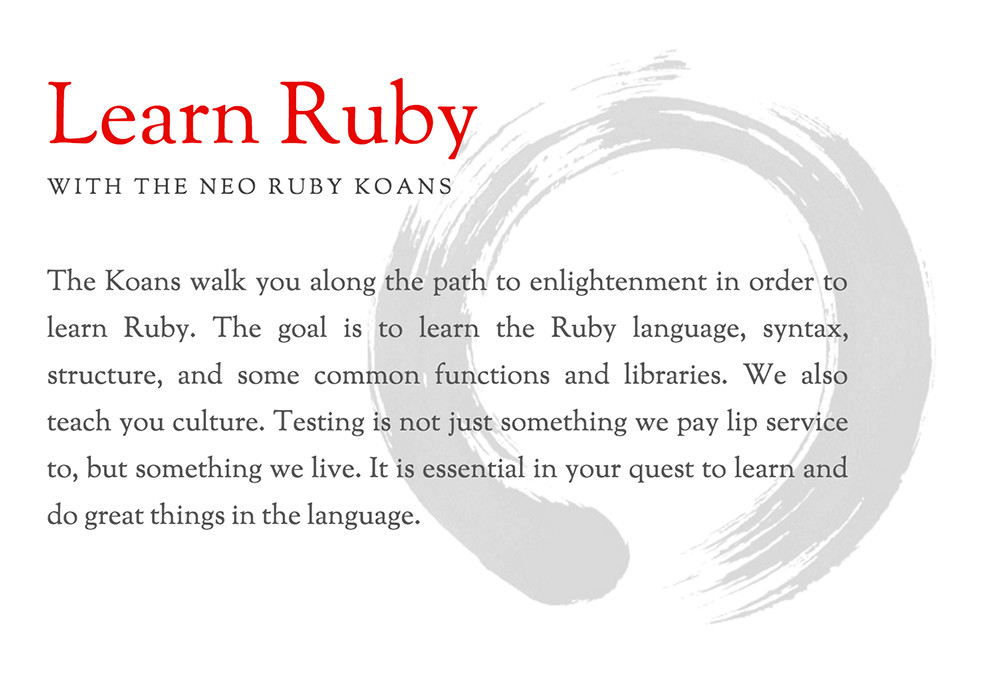 Learn Ruby
WITH THE NEO RUBY KOANS
The Koans walk you along the path to enlightenment in order to
learn Ruby. The goal is to learn the Ruby language, syntax,
structure, and some common functions and libraries. We also
teach you culture. Testing is not just something we pay lip service
to, but something we live. It is essential in your quest to learn and
do great things in the language.